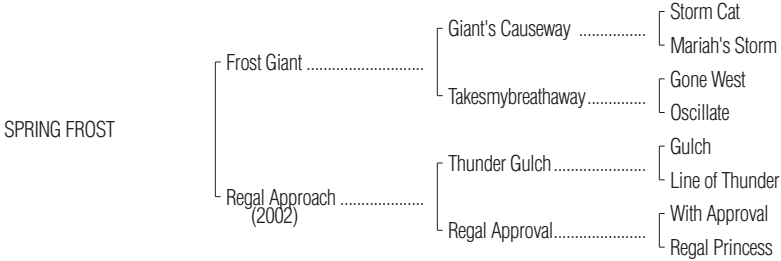 Storm Cat
Giant's Causeway ................
Mariah's Storm
Frost Giant ............................
Gone West
Takesmybreathaway..............
Oscillate
SPRING FROST
Gulch
Thunder Gulch ......................
Line of Thunder
Regal Approach ....................
(2002)
With Approval
Regal Approval......................
Regal Princess